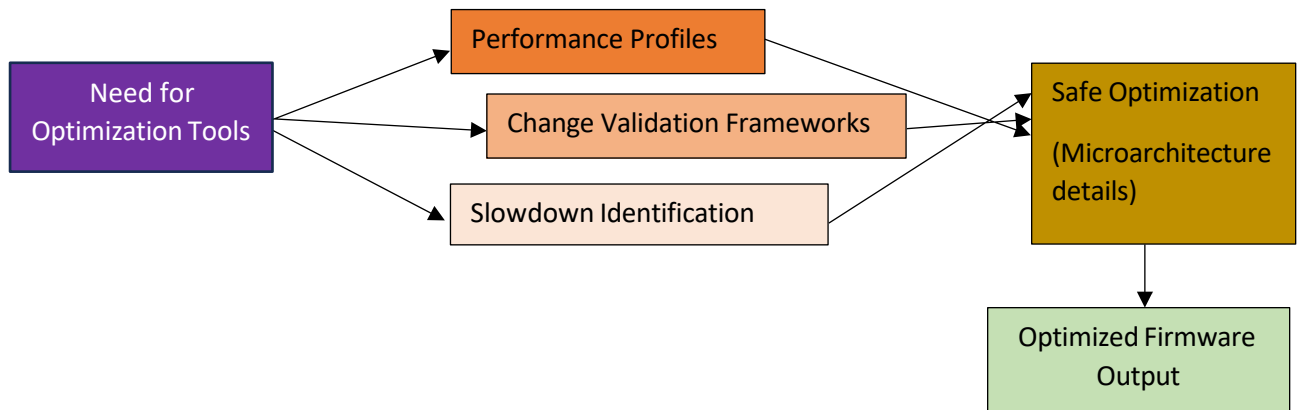 Need for
Optimization Tools
Performance Profiles
Change Validation Frameworks
Slowdown Identification
Safe Optimization
(Microarchitecture
details)
Optimized Firmware
Output